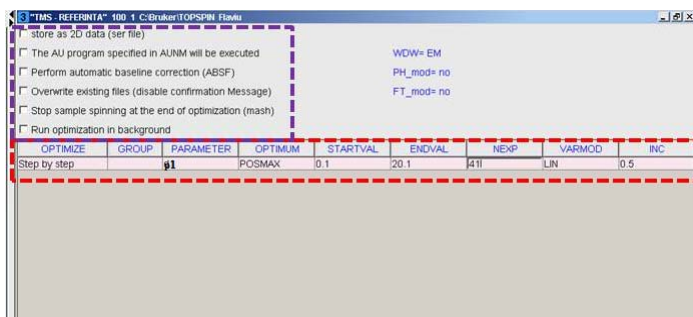 3 "TMS - REFERINTA" 100 1 C:\Bruker\TOPSPIN Flaviu
store as 2D data (ser file)
The AU program specified in AUNM will be executed WDW= EM
Perform automatic baseline correction (ABSF) PH_mod= no
Overwrite existing files (disable confirmation Message) FT_mod= no
Stop sample spinning at the end of optimization (mash)
Run optimization in background
OPTIMIZE GROUP PARAMETER OPTIMUM STARTVAL ENDVAL NEXP VARMOD INC
Step by step p1 POSMAX 0.1 20.1 41 LIN 0.5